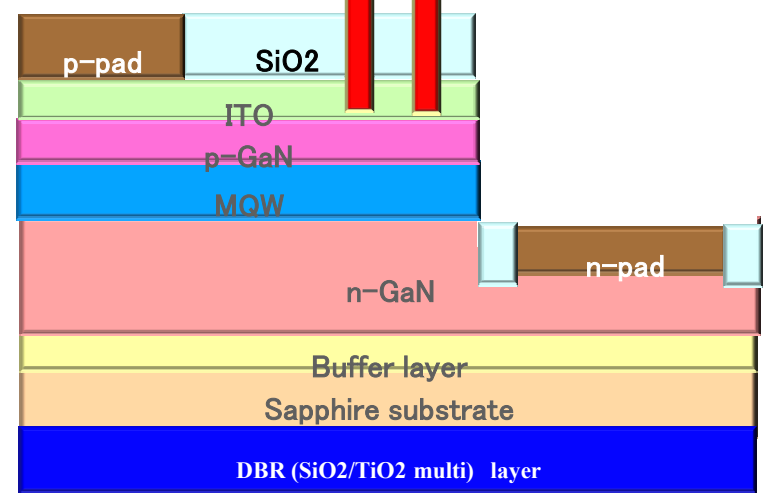 p-pad
SiO2
ITO
p-GaN
MQW
n-pad
n-GaN
Buffer layer
Sapphire substrate
DBR (SiO2/TiO2 multi) layer